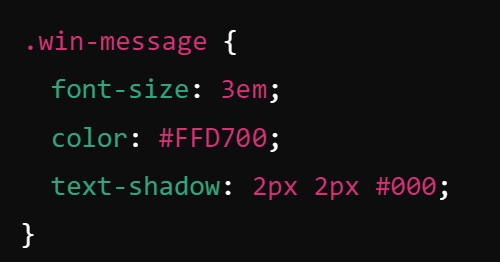 .win-message {
  font-size: 3em;
  color: #FFD700;
  text-shadow: 2px 2px #000;
}